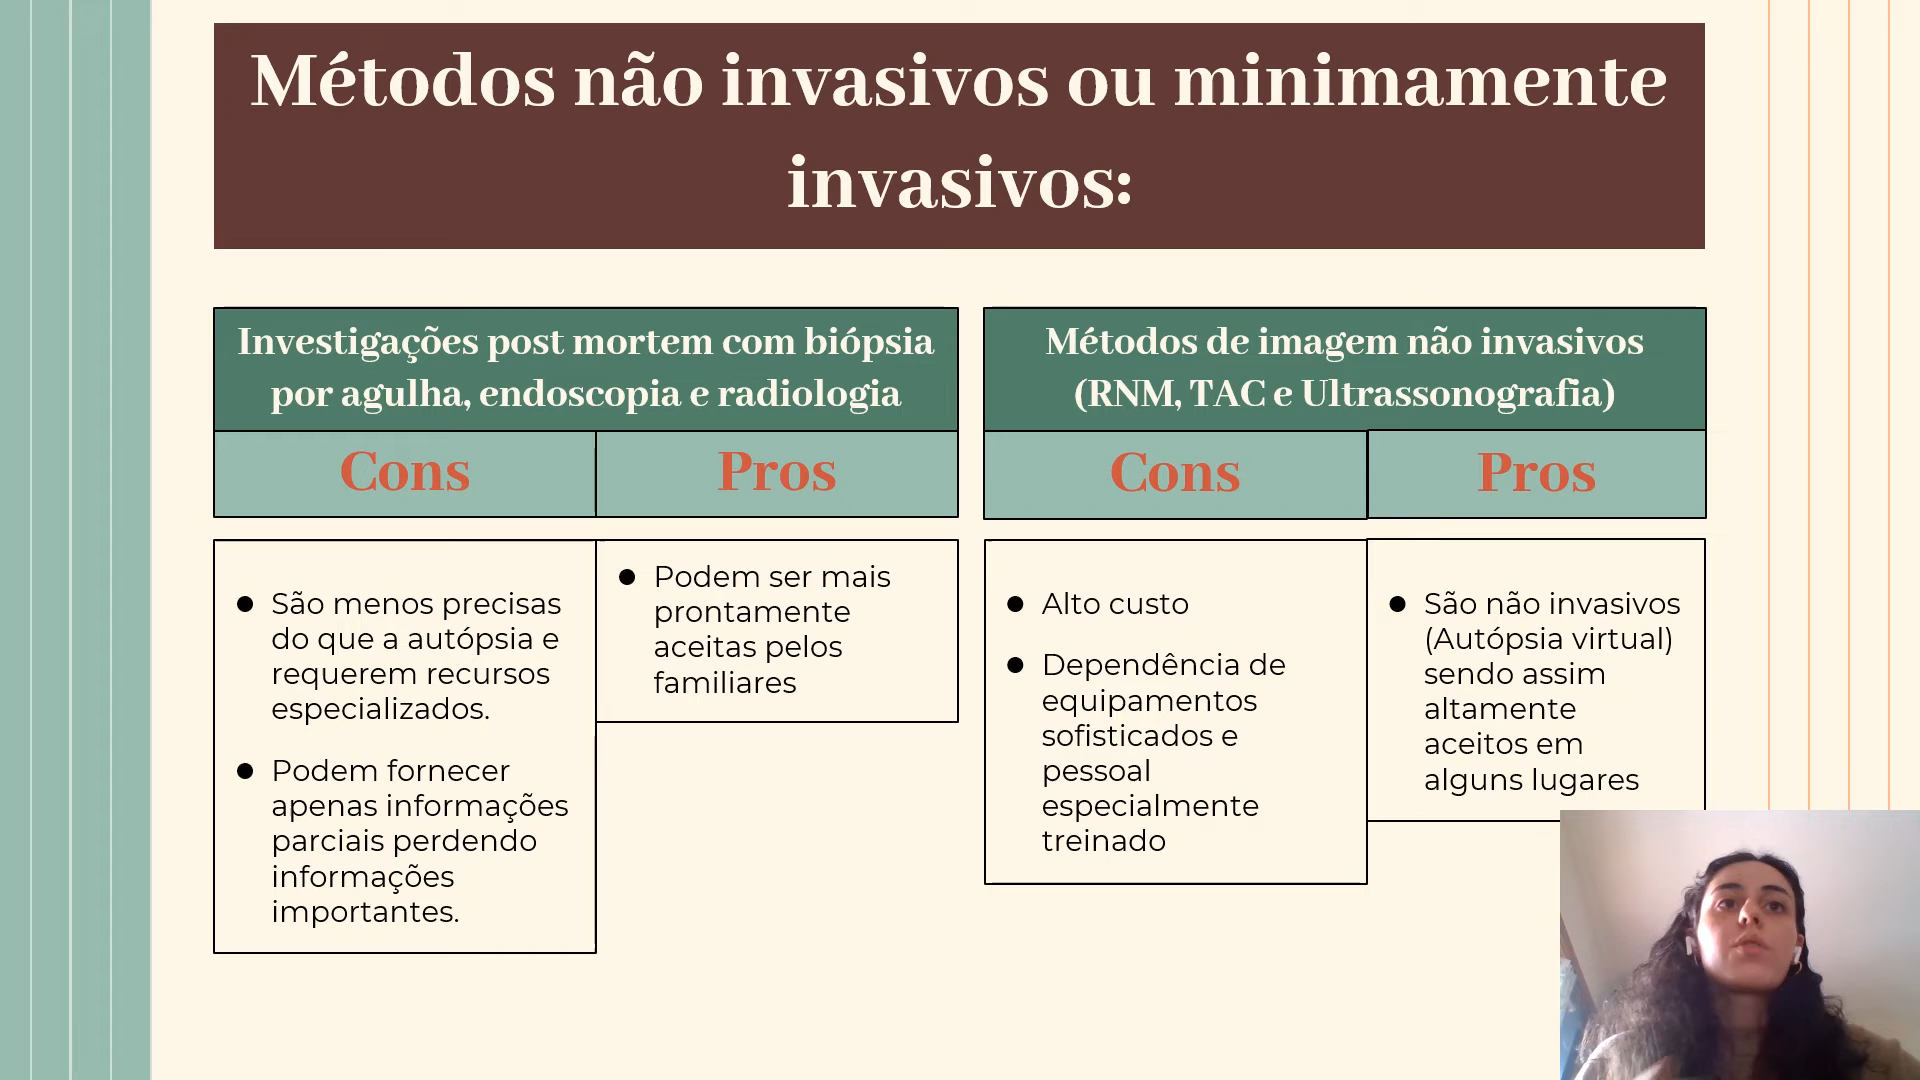 Métodos não invasivos ou minimamente
invasivos:
Investigações post mortem com biópsia
por agulha, endoscopia e radiologia
Cons
Pros
São menos precisas
do que a autópsia e
requerem recursos
especializados.
Podem fornecer
apenas informações
parciais perdendo
informações
importantes.
Podem ser mais
prontamente
aceitas pelos
familiares
Métodos de imagem não invasivos
(RNM, TAC e Ultrassonografia)
Cons
Pros
Alto custo
Dependência de
equipamentos
sofisticados e
pessoal
especialmente
treinado
São não invasivos
(Autópsia virtual)
sendo assim
altamente
aceitos em
alguns lugares